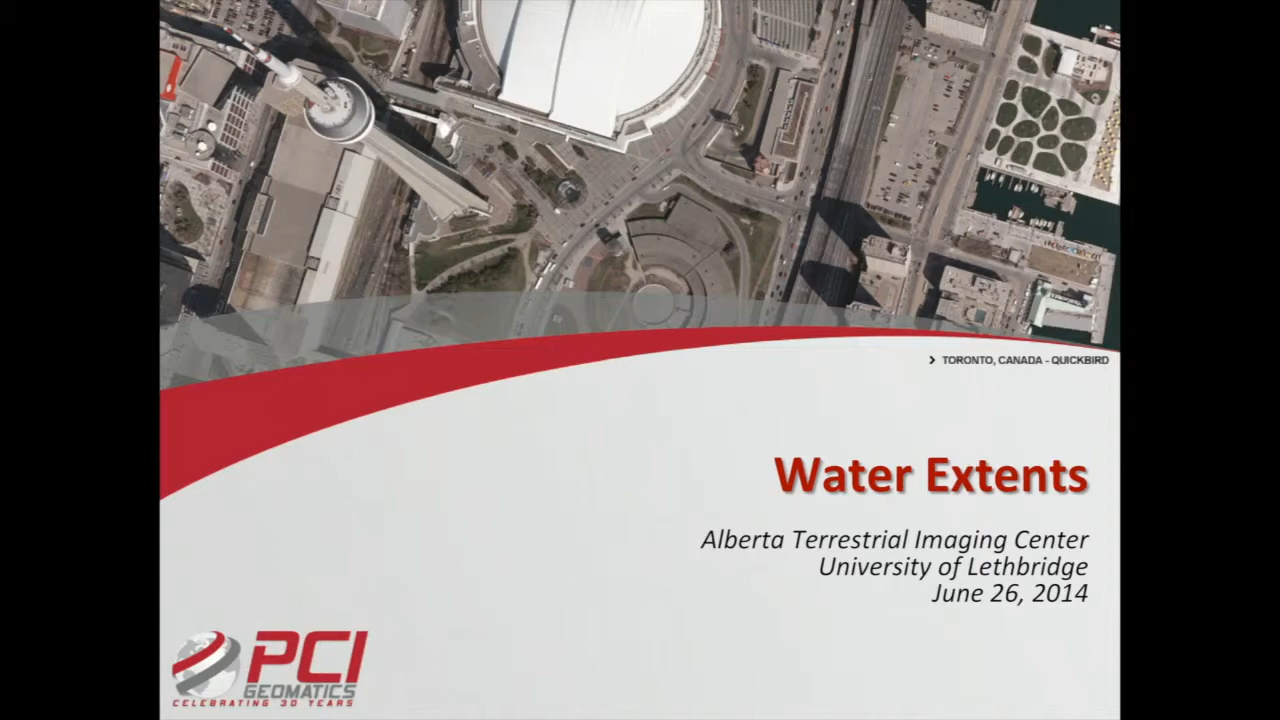 > TORONTO, CANADA - QUICKBIRD
Water Extents
Alberta Terrestrial Imaging Center
University of Lethbridge
June 26, 2014
PCI
GEOMATICS
CELEBRATING 30 YEARS